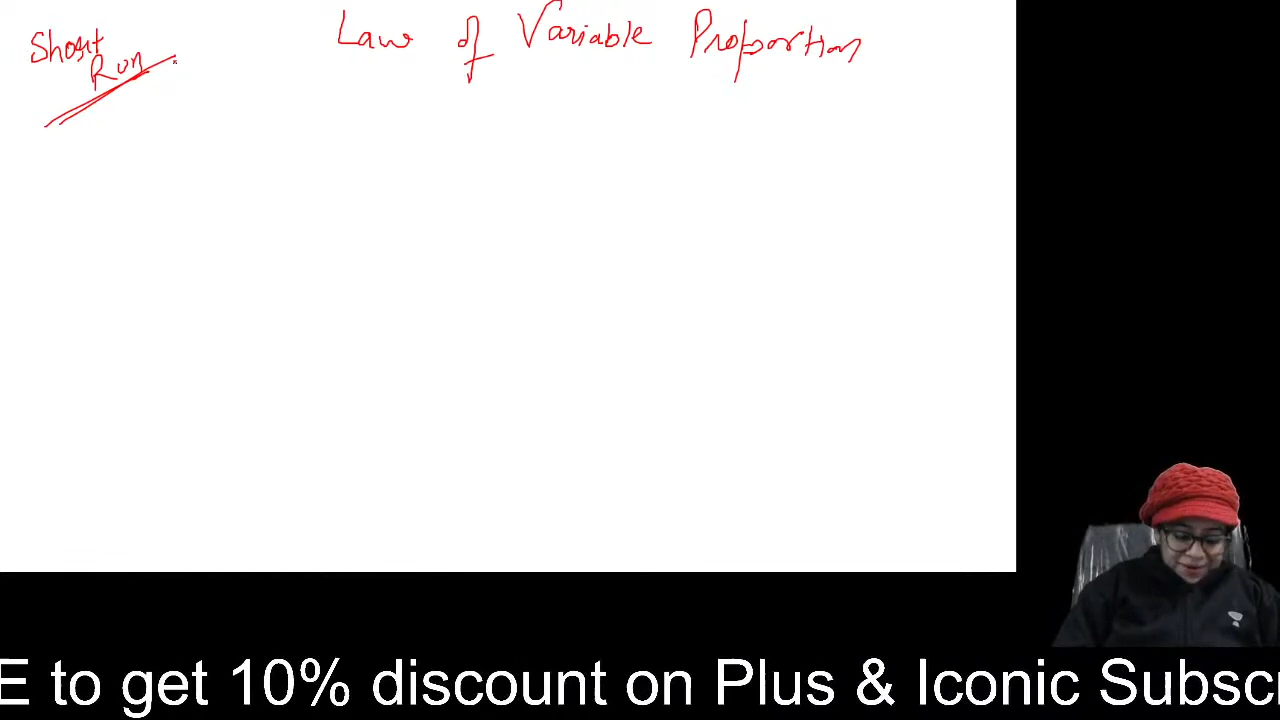 Short
Run
Law of Variable Proportion
E to get 10% discount on Plus & Iconic Subsc